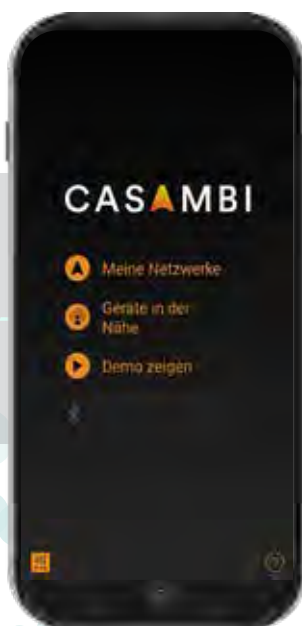 CASAMBI
Meine Netzwerke
Geräte in der
Nähe
Demo zeigen